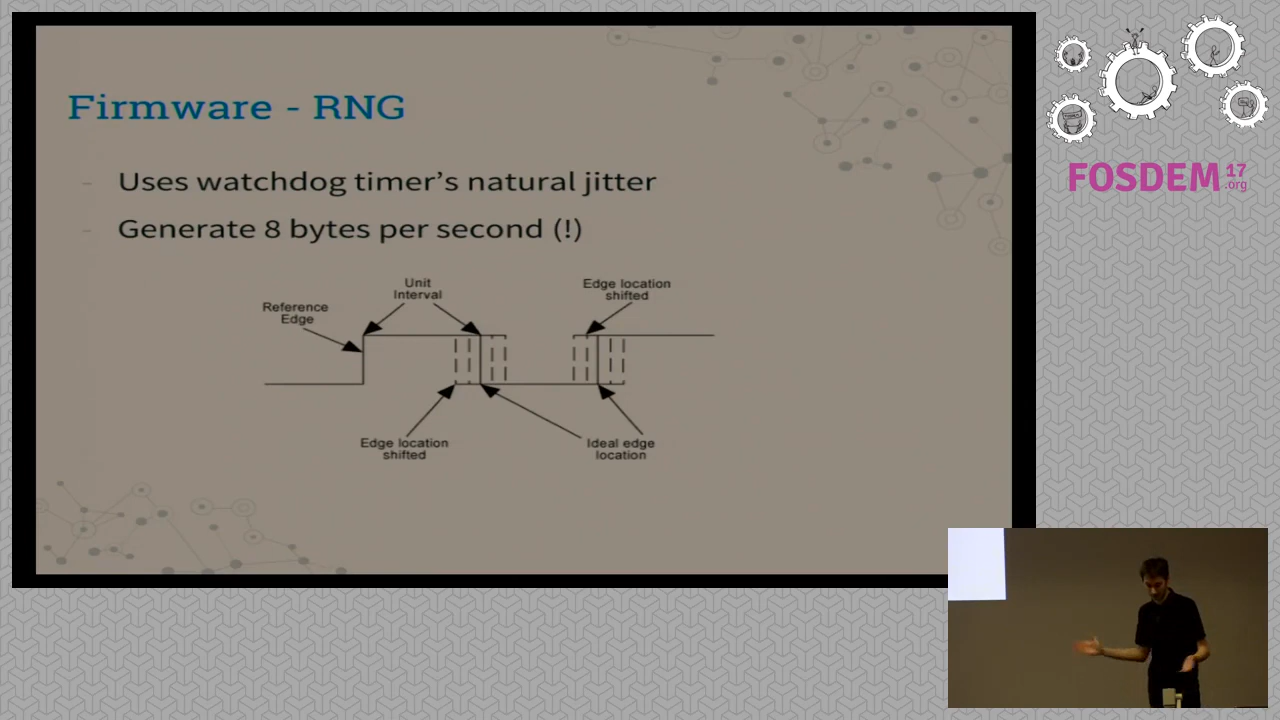 Firmware - RNG
- Uses watchdog timer's natural jitter
- Generate 8 bytes per second (!)
Unit
Interval
Edge location
shifted
Reference
Edge
Edge location
shifted
Ideal edge
location
FOSDEM 17
.org